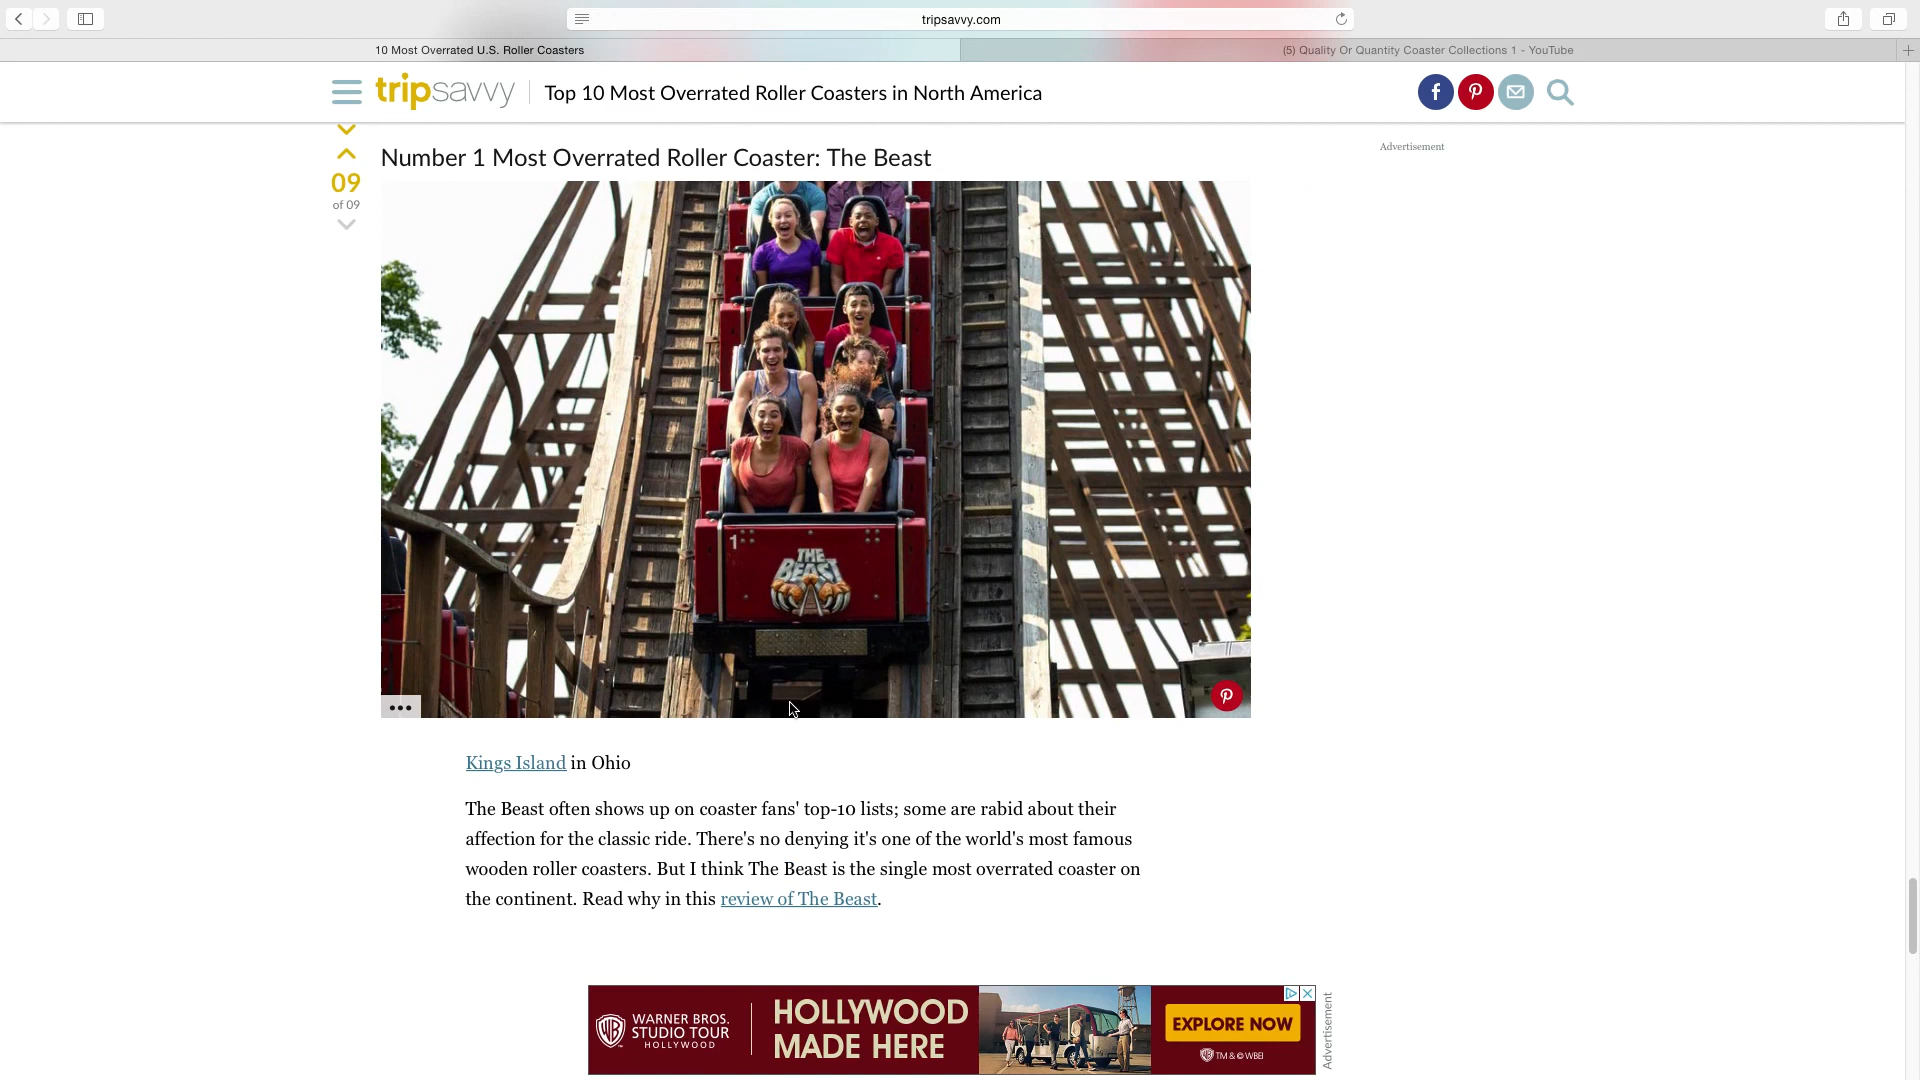 tripsavvy.com
10 Most Overrated U.S. Roller Coasters
(5) Quality Or Quantity Coaster Collections 1 - YouTube
tripsavvy
Top 10 Most Overrated Roller Coasters in North America
09
of 09
Number 1 Most Overrated Roller Coaster: The Beast
Advertisement
1
THE
BEAST
Kings Island in Ohio
The Beast often shows up on coaster fans' top-10 lists; some are rabid about their
affection for the classic ride. There's no denying it's one of the world's most famous
wooden roller coasters. But I think The Beast is the single most overrated coaster on
the continent. Read why in this review of The Beast.
WB
WARNER BROS.
STUDIO TOUR
HOLLYWOOD
HOLLYWOOD
MADE HERE
EXPLORE NOW
WB TM & © WBEI
Advertisement